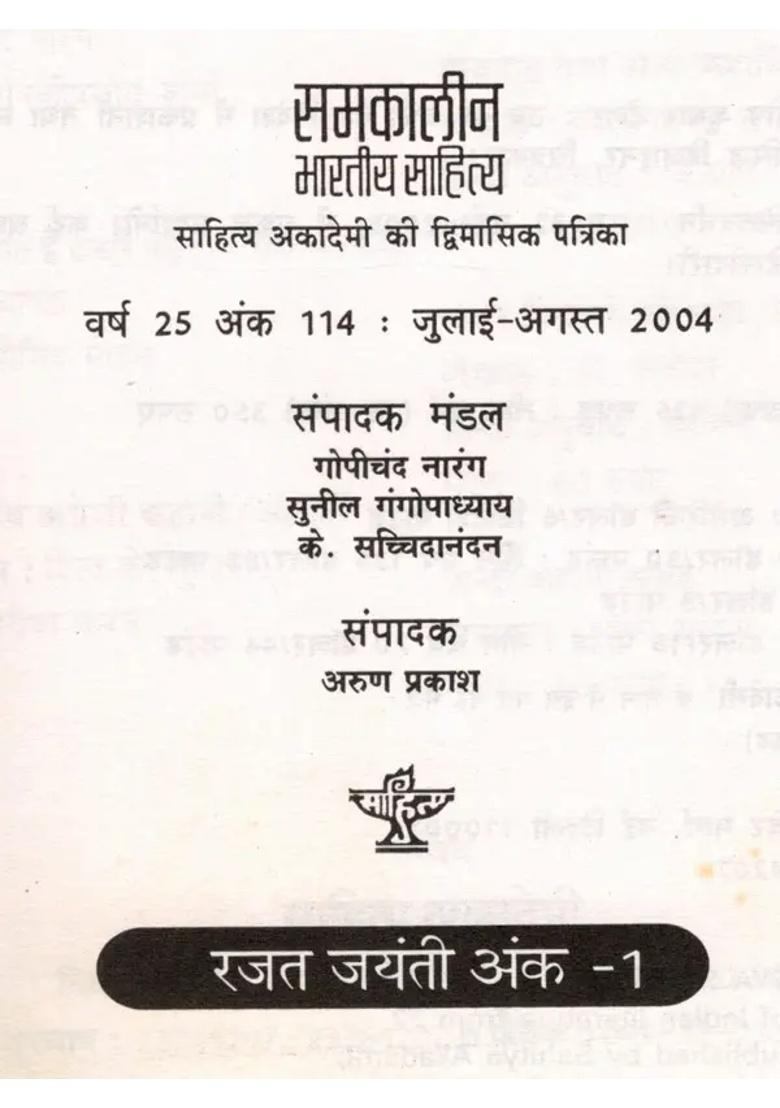 समकालीन
भारतीय साहित्य
साहित्य अकादेमी की द्विमासिक पत्रिका
वर्ष 25 अंक 114 : जुलाई-अगस्त 2004
संपादक मंडल
गोपीचंद नारंग
सुनील गंगोपाध्याय
के. सच्चिदानंदन
संपादक
अरुण प्रकाश
साहित्य
रजत जयंती अंक -1